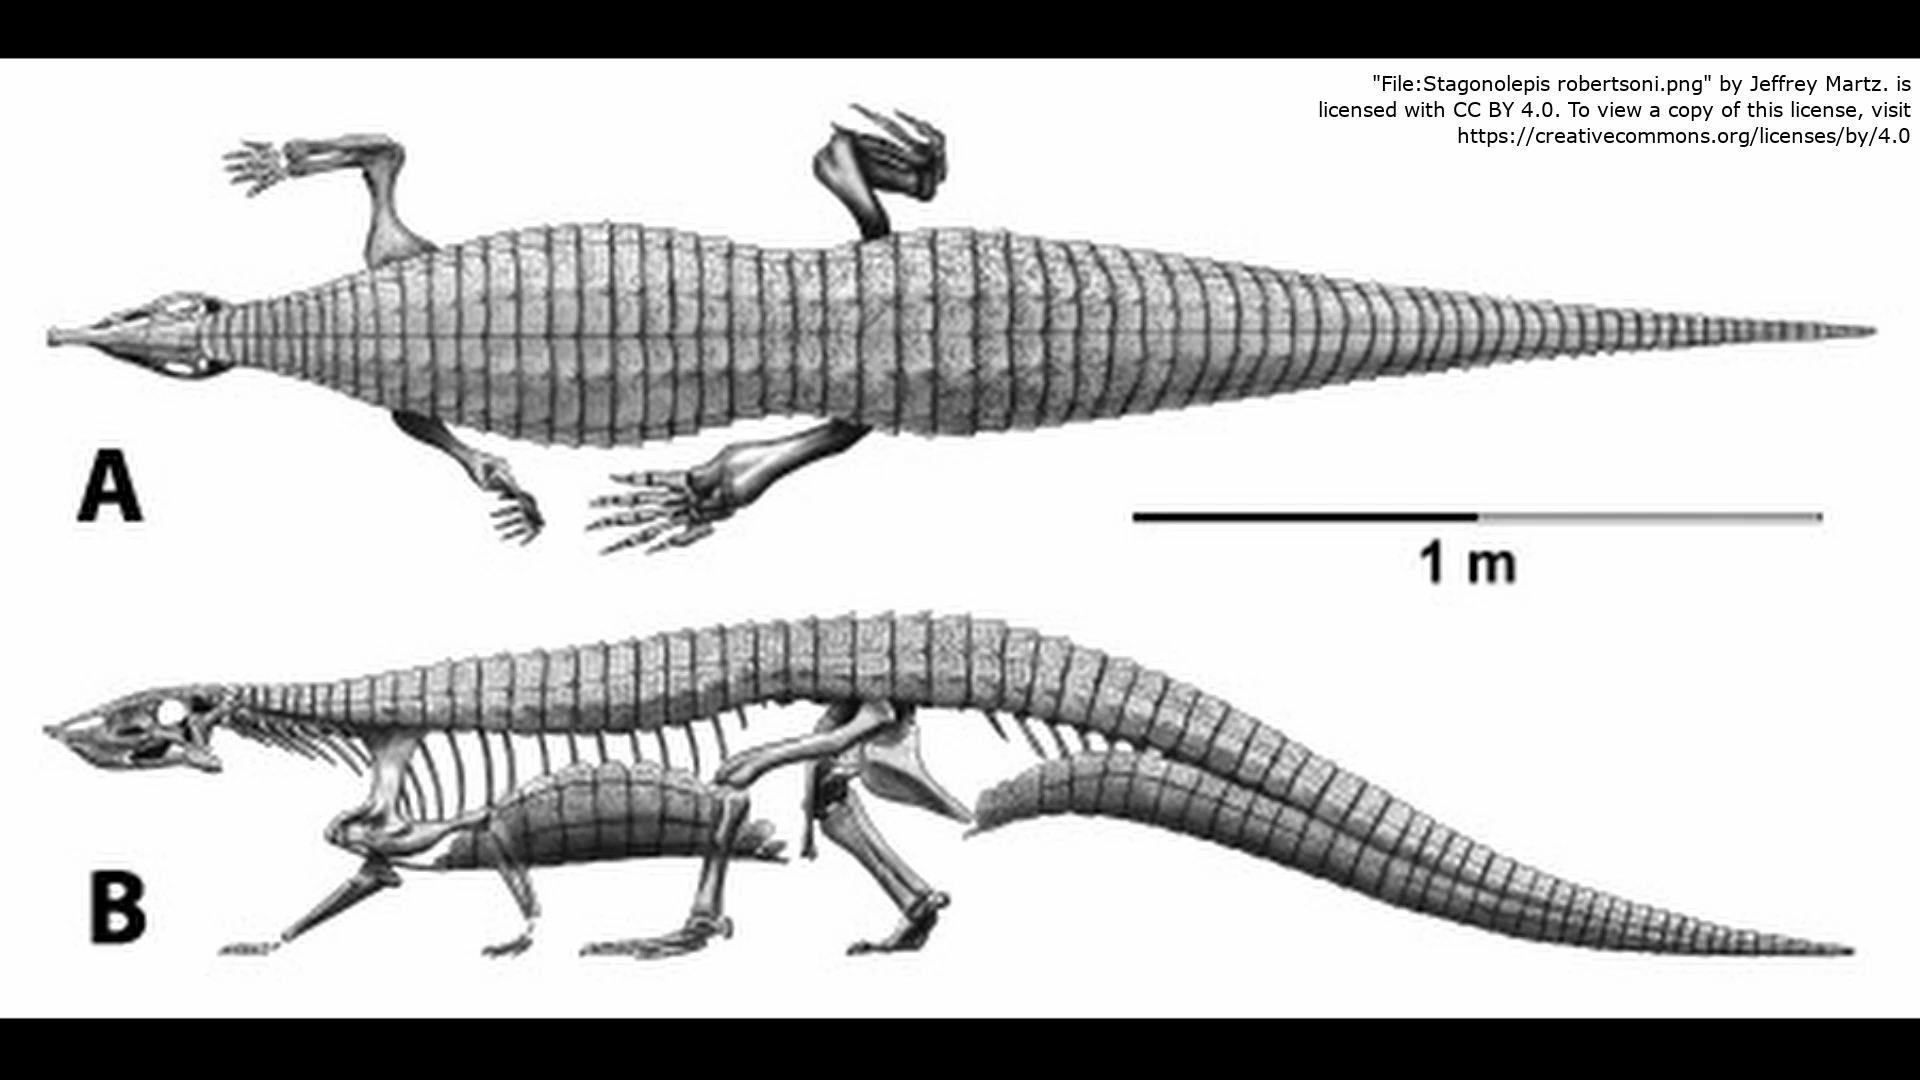 "File:Stagonolepis robertsoni.png" by Jeffrey Martz. is
licensed with CC BY 4.0. To view a copy of this license, visit
https://creativecommons.org/licenses/by/4.0
A
1 m
B